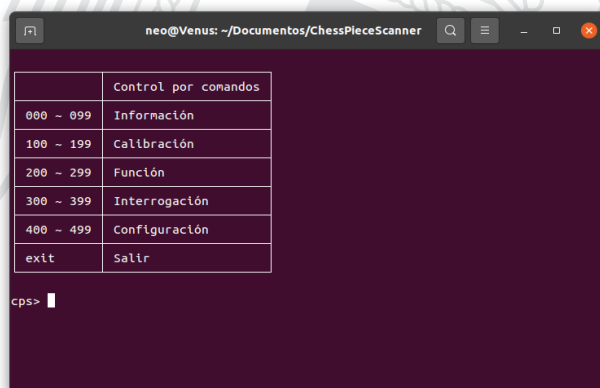 neo@Venus: ~/Documentos/ChessPieceScanner
Control por comandos
000 ~ 099 Información
100 ~ 199 Calibración
200 ~ 299 Función
300 ~ 399 Interrogación
400 ~ 499 Configuración
exit Salir
cps>